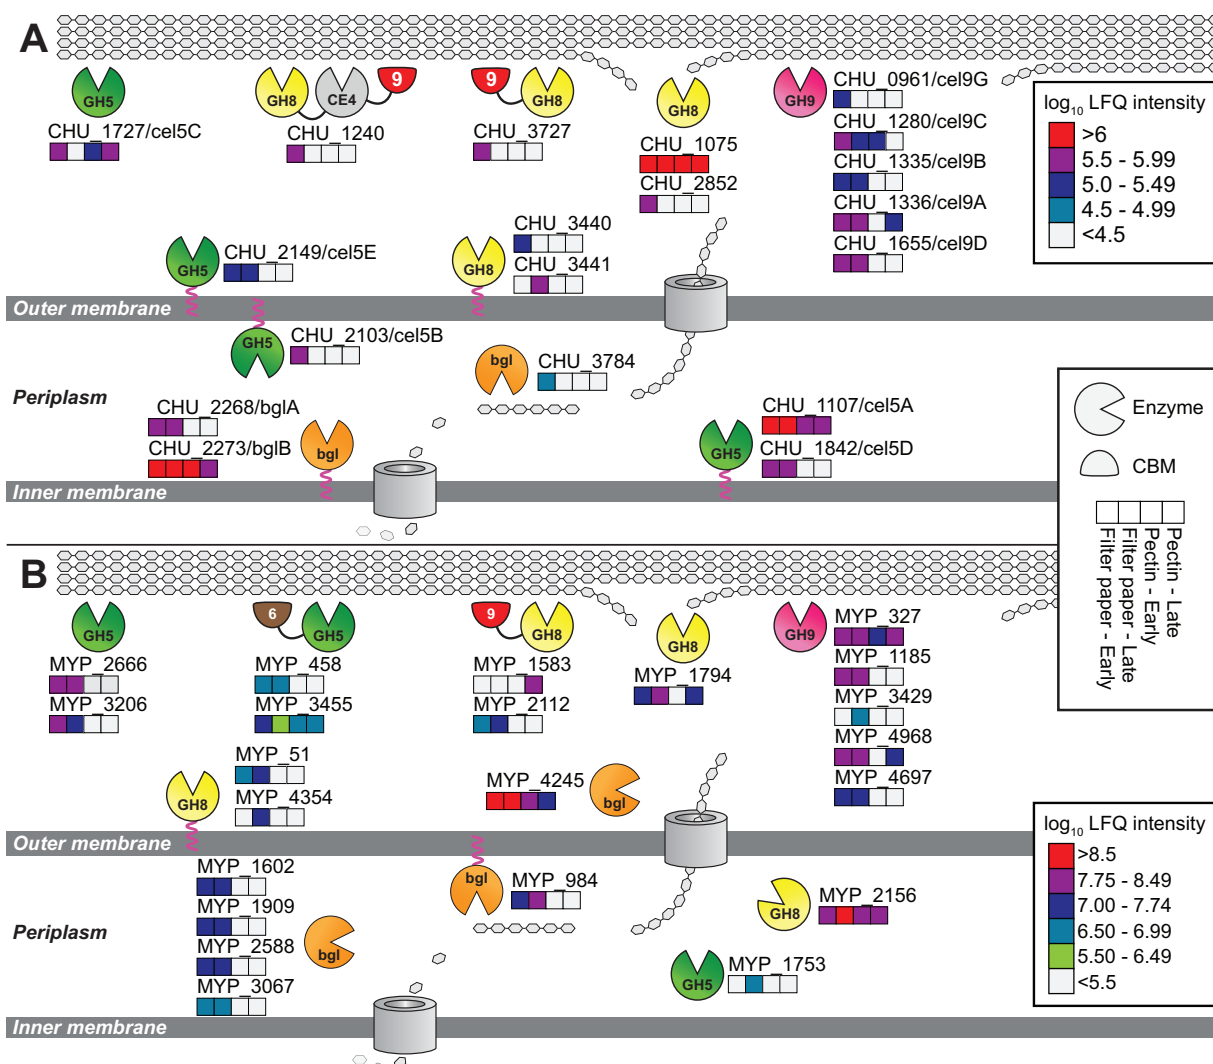 A
GH5
CHU_1727/cel5C
GH8
CE4
9
CHU_1240
9
GH8
CHU_3727
GH8
CHU_1075
CHU_2852
GH9
CHU_0961/cel9G
CHU_1280/cel9C
CHU_1335/cel9B
CHU_1336/cel9A
CHU_1655/cel9D
log10 LFQ intensity
>6
5.5 - 5.99
5.0 - 5.49
4.5 - 4.99
<4.5
GH5
CHU_2149/cel5E
GH8
CHU_3440
CHU_3441
Outer membrane
GH5
CHU_2103/cel5B
bgl
CHU_3784
Periplasm
CHU_2268/bglA
CHU_2273/bglB
bgl
GH5
CHU_1107/cel5A
CHU_1842/cel5D
Inner membrane
Enzyme
CBM
Filter paper - Early
Filter paper - Late
Pectin - Early
Pectin - Late
B
GH5
MYP_2666
MYP_3206
6
GH5
MYP_458
MYP_3455
9
GH8
MYP_1583
MYP_2112
GH8
MYP_1794
GH9
MYP_327
MYP_1185
MYP_3429
MYP_4968
MYP_4697
GH8
MYP_51
MYP_4354
MYP_4245
bgl
Outer membrane
log10 LFQ intensity
>8.5
7.75 - 8.49
7.00 - 7.74
6.50 - 6.99
5.50 - 6.49
<5.5
MYP_1602
MYP_1909
MYP_2588
MYP_3067
bgl
bgl
MYP_984
GH8
MYP_2156
Periplasm
GH5
MYP_1753
Inner membrane